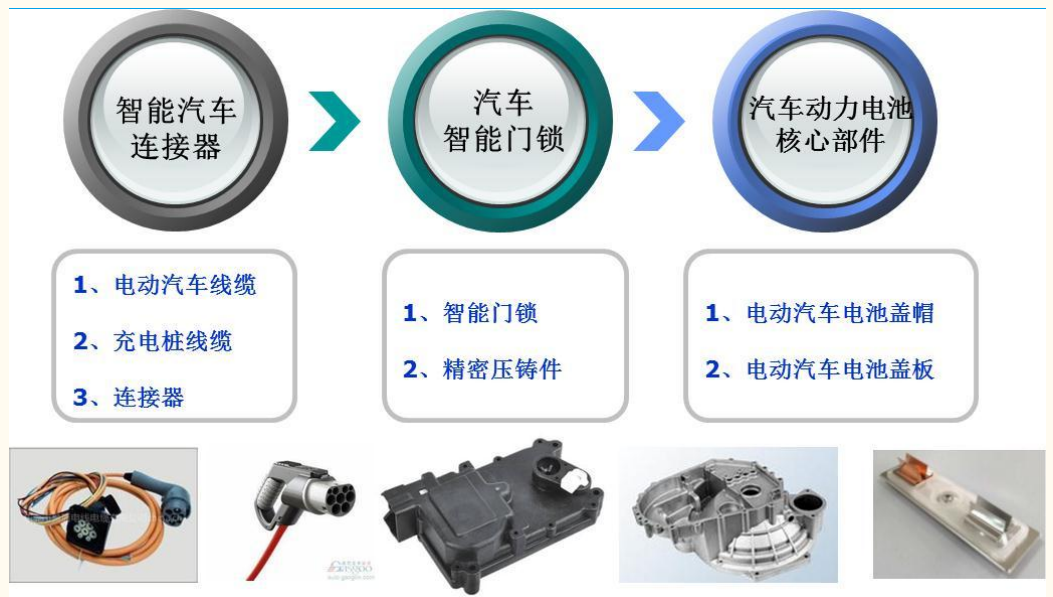 智能汽车
连接器
汽车
智能门锁
汽车动力电池
核心部件
1、电动汽车线缆
2、充电桩线缆
3、连接器
1、智能门锁
2、精密压铸件
1、电动汽车电池盖帽
2、电动汽车电池盖板